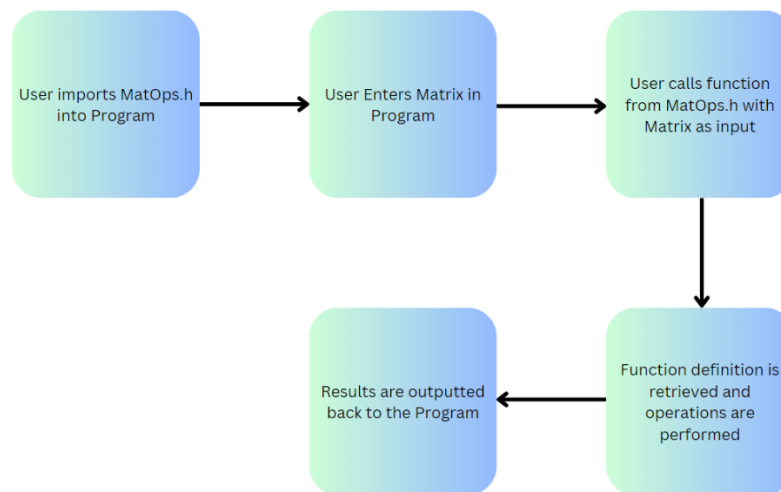 User imports MatOps.h
into Program
User Enters Matrix in
Program
User calls function
from MatOps.h with
Matrix as input
Function definition is
retrieved and
operations are
performed
Results are outputted
back to the Program